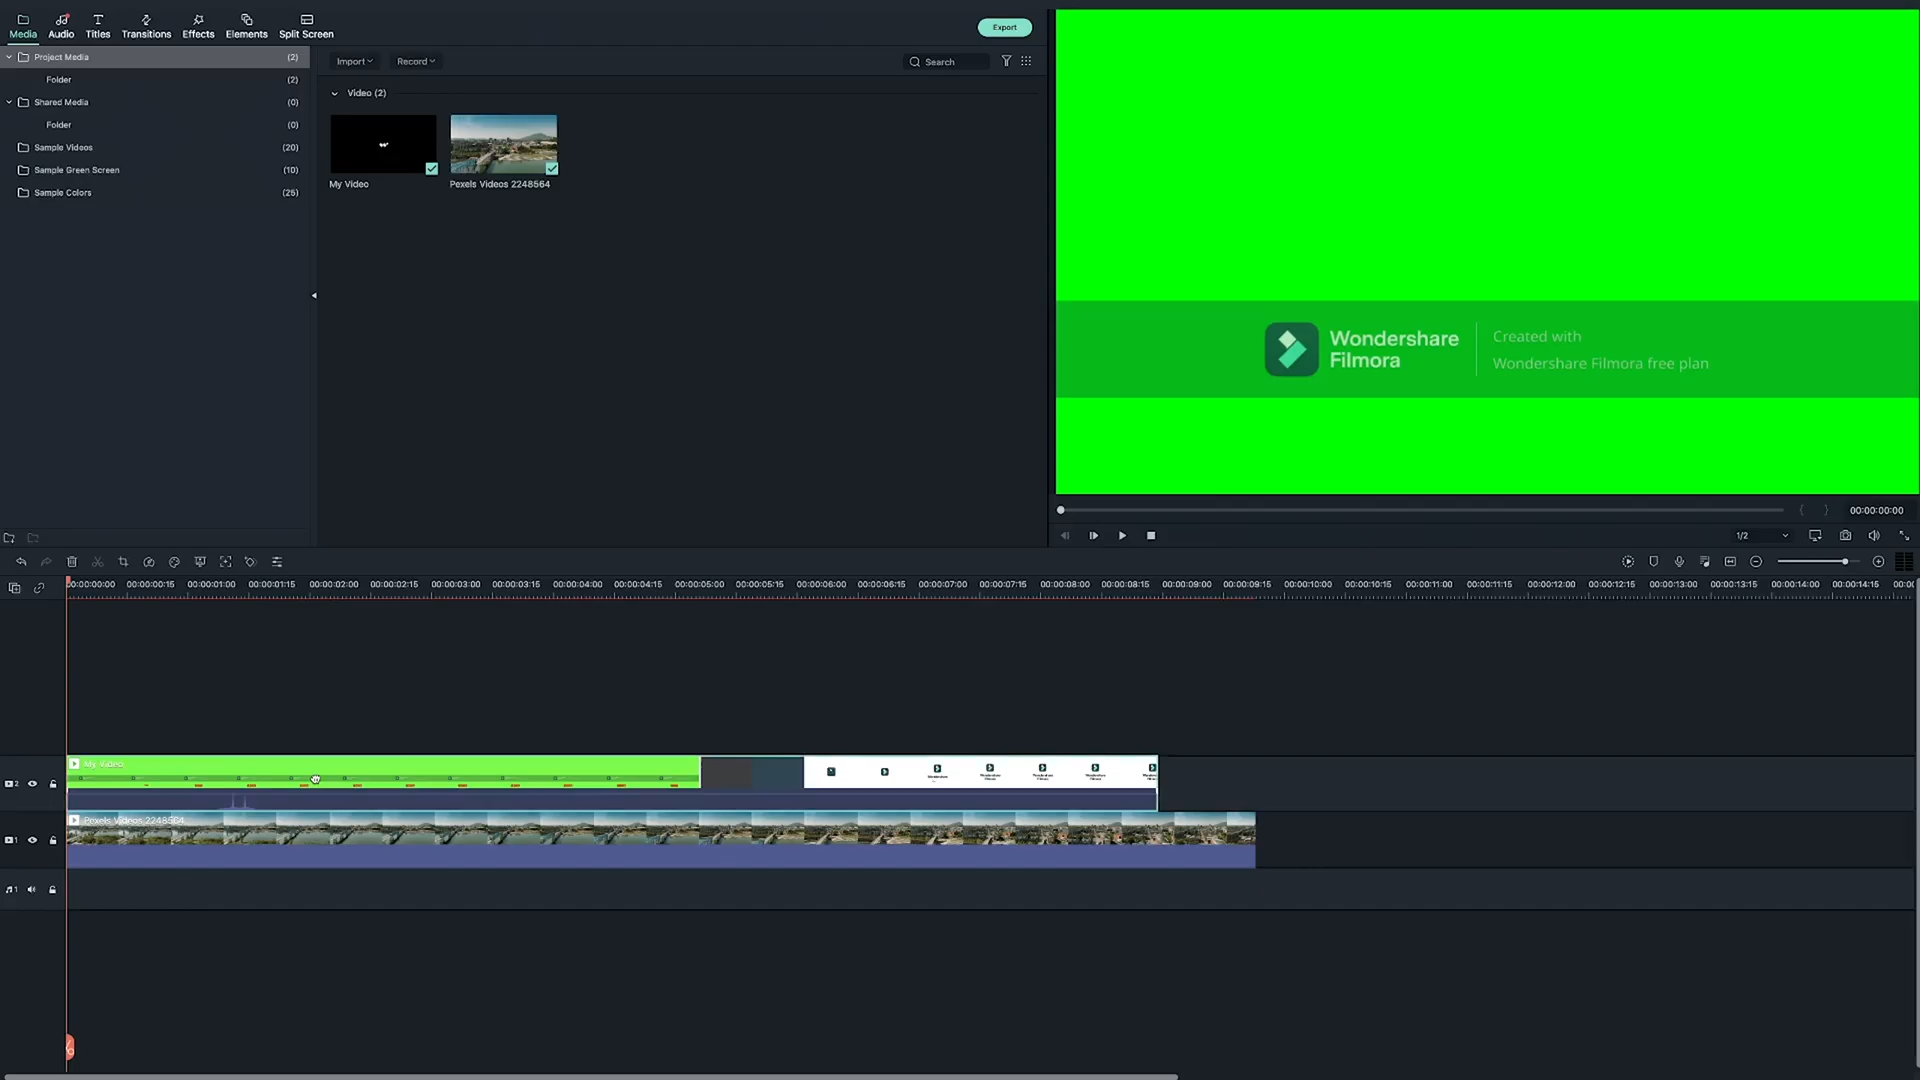 Media Audio Titles Transitions Effects Elements Split Screen
Export
Project Media (2)
Folder (2)
Shared Media (0)
Folder (0)
Sample Videos (20)
Sample Green Screen (10)
Sample Colors (25)
Import Record Search
Video (2)
My Video Pexels Videos 2248564
Wondershare
Filmora
Created with
Wondershare Filmora free plan
00:00:00:00
1/2
00:00:00:00 00:00:00:15 00:00:01:00 00:00:01:15 00:00:02:00 00:00:02:15 00:00:03:00 00:00:03:15 00:00:04:00 00:00:04:15 00:00:05:00 00:00:05:15 00:00:06:00 00:00:06:15 00:00:07:00 00:00:07:15 00:00:08:00 00:00:08:15 00:00:09:00 00:00:09:15 00:00:10:00 00:00:10:15 00:00:11:00 00:00:11:15 00:00:12:00 00:00:12:15 00:00:13:00 00:00:13:15 00:00:14:00 00:00:14:15
My Video
2
Pexels Videos 2248564
1
1